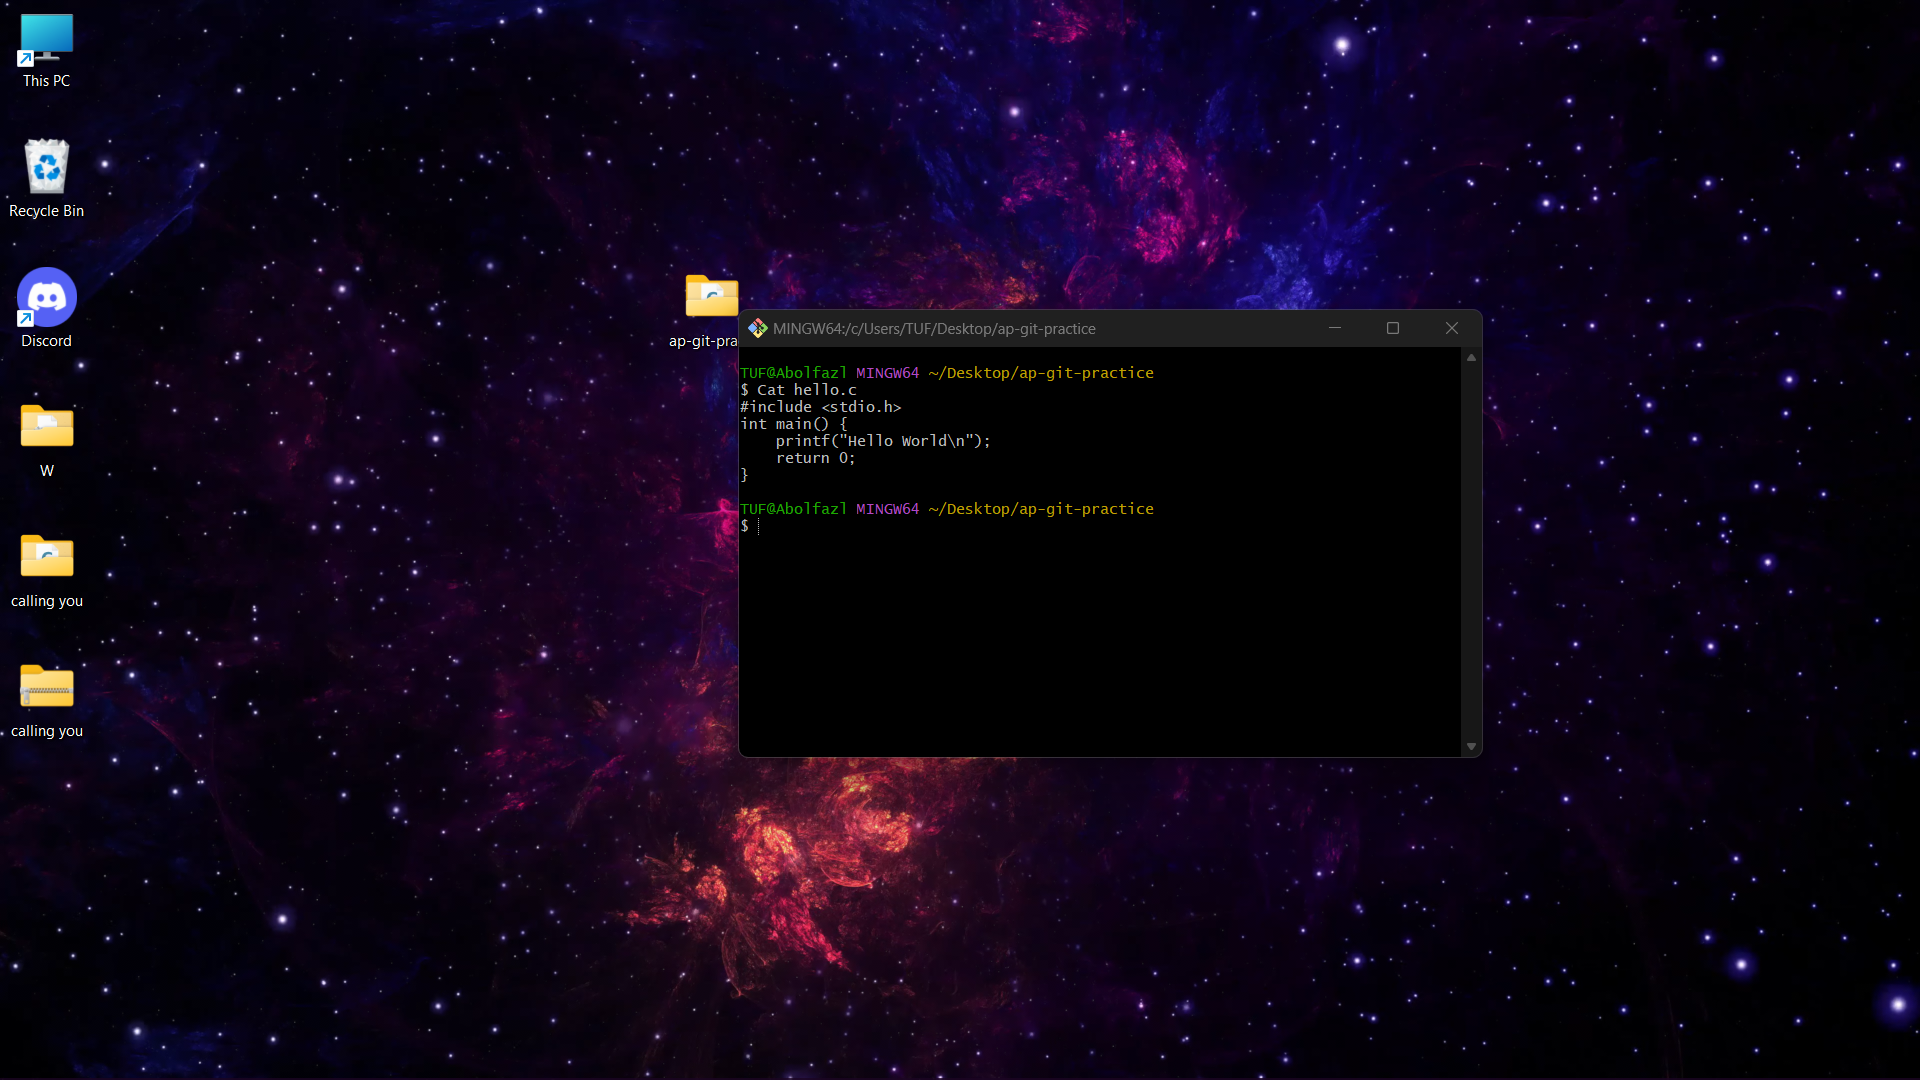 This PC
Recycle Bin
Discord
W
calling you
calling you
ap-git-pra
MINGW64:/c/Users/TUF/Desktop/ap-git-practice
TUF@Abolfazl MINGW64 ~/Desktop/ap-git-practice
$ Cat hello.c
#include <stdio.h>
int main() {
    printf("Hello World\n");
    return 0;
}
TUF@Abolfazl MINGW64 ~/Desktop/ap-git-practice
$